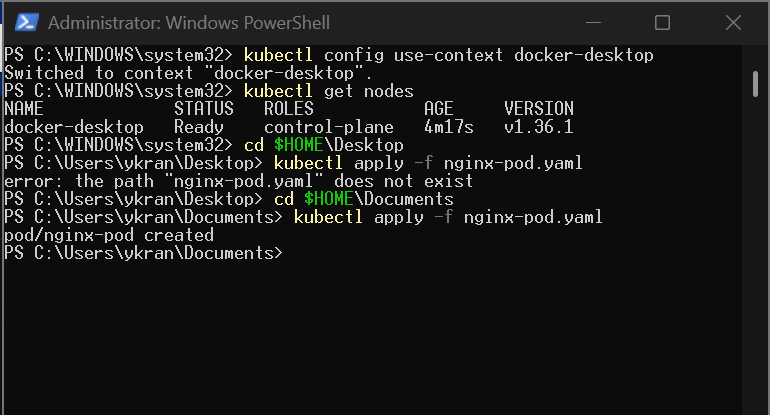 Administrator: Windows PowerShell
PS C:\WINDOWS\system32> kubectl config use-context docker-desktop
Switched to context "docker-desktop".
PS C:\WINDOWS\system32> kubectl get nodes
NAME             STATUS   ROLES           AGE     VERSION
docker-desktop   Ready    control-plane   4m17s   v1.36.1
PS C:\WINDOWS\system32> cd $HOME\Desktop
PS C:\Users\ykran\Desktop> kubectl apply -f nginx-pod.yaml
error: the path "nginx-pod.yaml" does not exist
PS C:\Users\ykran\Desktop> cd $HOME\Documents
PS C:\Users\ykran\Documents> kubectl apply -f nginx-pod.yaml
pod/nginx-pod created
PS C:\Users\ykran\Documents>